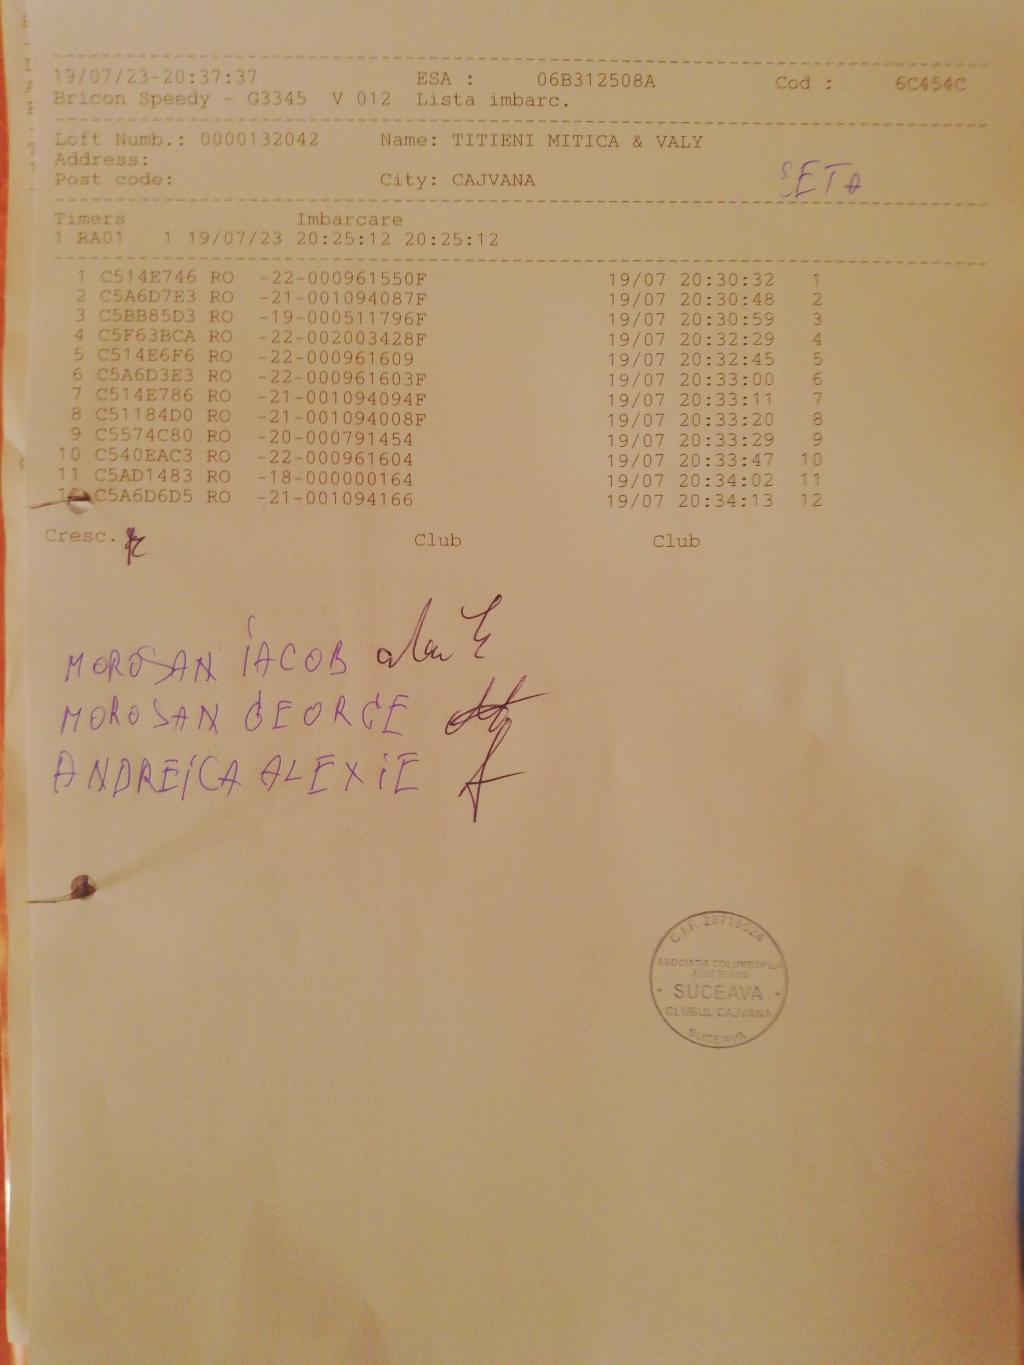 19/07/23-20:37:37 ESA : 06B312508A Cod : 6C454C
Bricon Speedy - G3345 V 012 Lista imbarc.
Loft Numb.: 0000132042 Name: TITIENI MITICA & VALY
Address:
Post code: City: CAJVANA SETA
Timers Imbarcare
1 RA01 1 19/07/23 20:25:12 20:25:12
1 C514E746 RO -22-000961550F 19/07 20:30:32 1
2 C5A6D7E3 RO -21-001094087F 19/07 20:30:48 2
3 C5BB85D3 RO -19-000511796F 19/07 20:30:59 3
4 C5F63BCA RO -22-002003428F 19/07 20:32:29 4
5 C514E6F6 RO -22-000961609 19/07 20:32:45 5
6 C5A6D3E3 RO -22-000961603F 19/07 20:33:00 6
7 C514E786 RO -21-001094094F 19/07 20:33:11 7
8 C51184D0 RO -21-001094008F 19/07 20:33:20 8
9 C5574C80 RO -20-000791454 19/07 20:33:29 9
10 C540EAC3 RO -22-000961604 19/07 20:33:47 10
11 C5AD1483 RO -18-000000164 19/07 20:34:02 11
C5A6D6D5 RO -21-001094166 19/07 20:34:13 12
Cresc. Club Club
MOROSAN IACOB
MOROSAN GEORGE
ANDREICA ALEXIE
C.I.F. 20719524
ASOCIATIA COLUMBOFILA
JUDETEANA
- SUCEAVA -
CLUBUL CAJVANA
SUCEAVA